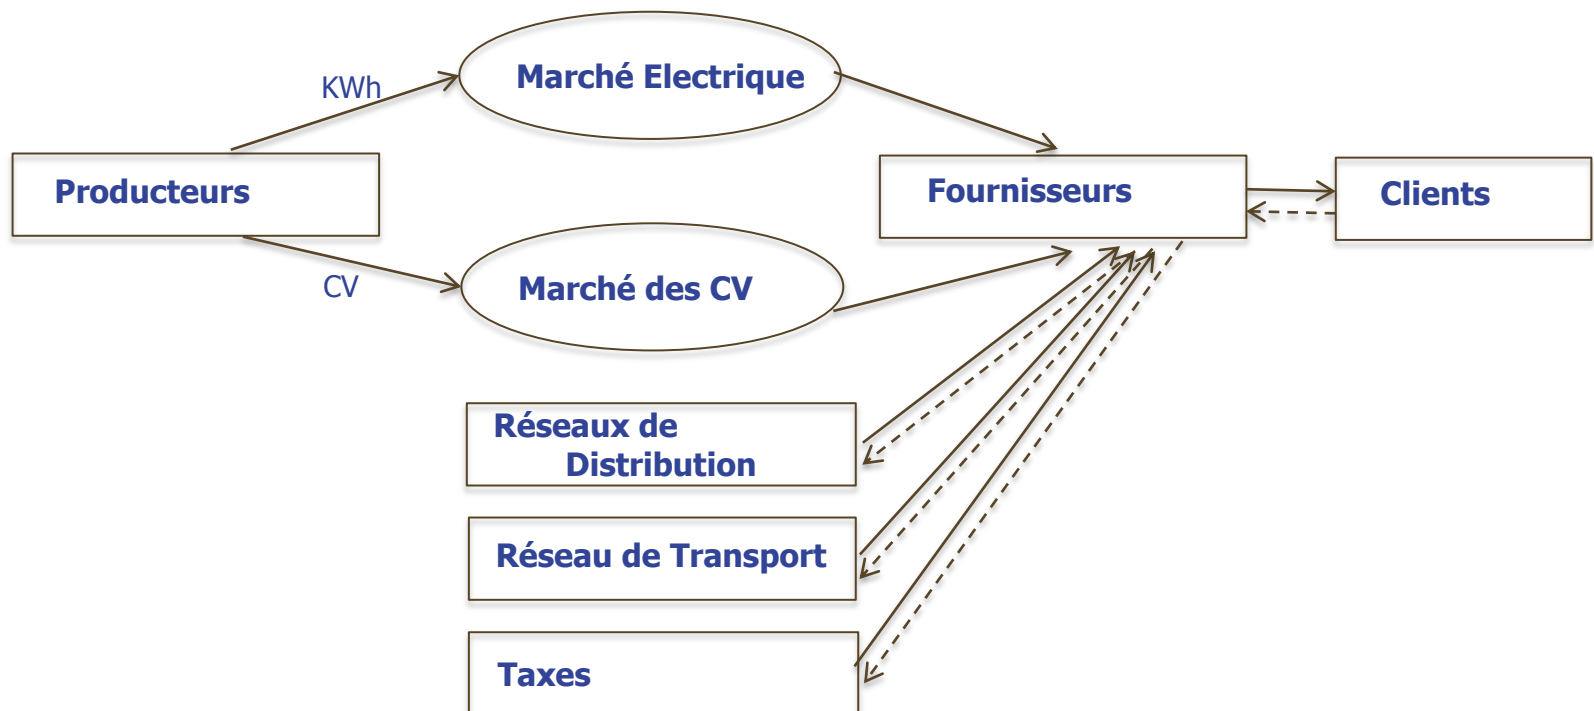 Marché Electrique
KWh
Producteurs
Fournisseurs
Clients
CV
Marché des CV
Réseaux de
Distribution
Réseau de Transport
Taxes